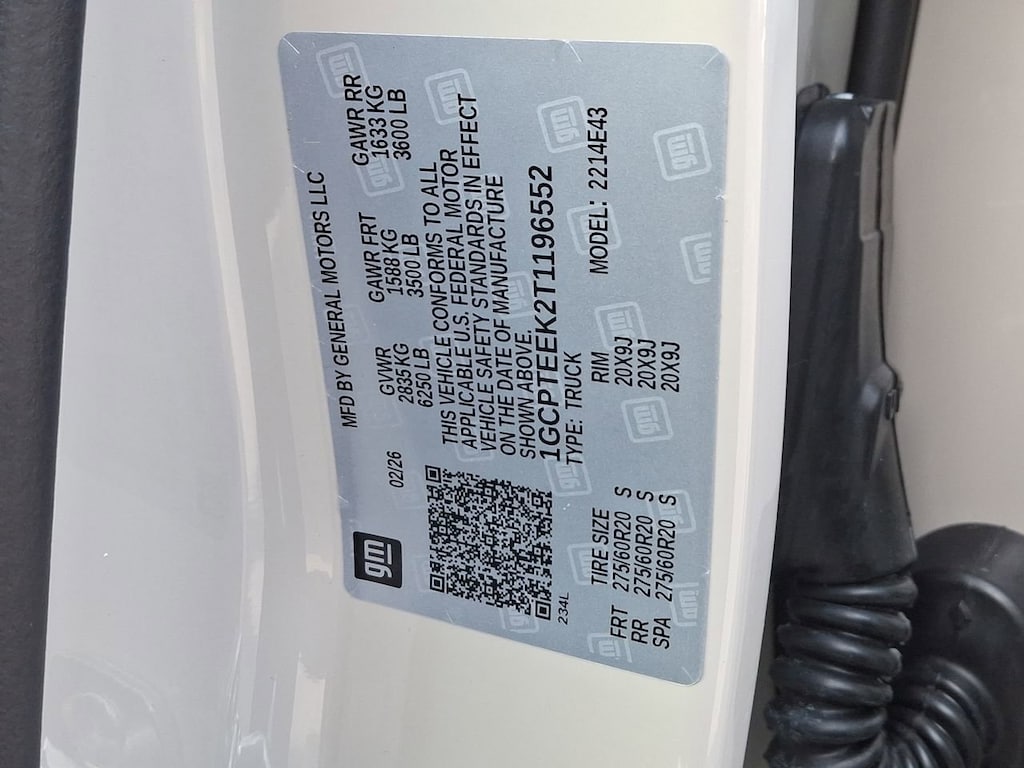 MFD BY GENERAL MOTORS LLC
gm
02/26
GVWR GAWR FRT GAWR RR
2835 KG 1588 KG 1633 KG
6250 LB 3500 LB 3600 LB
THIS VEHICLE CONFORMS TO ALL
APPLICABLE U.S. FEDERAL MOTOR
VEHICLE SAFETY STANDARDS IN EFFECT
ON THE DATE OF MANUFACTURE
SHOWN ABOVE.
1GCPTEEK2T1196552
TYPE: TRUCK MODEL: 2214E43
234L
TIRE SIZE RIM
FRT 275/60R20 S 20X9J
RR 275/60R20 S 20X9J
SPA 275/60R20 S 20X9J